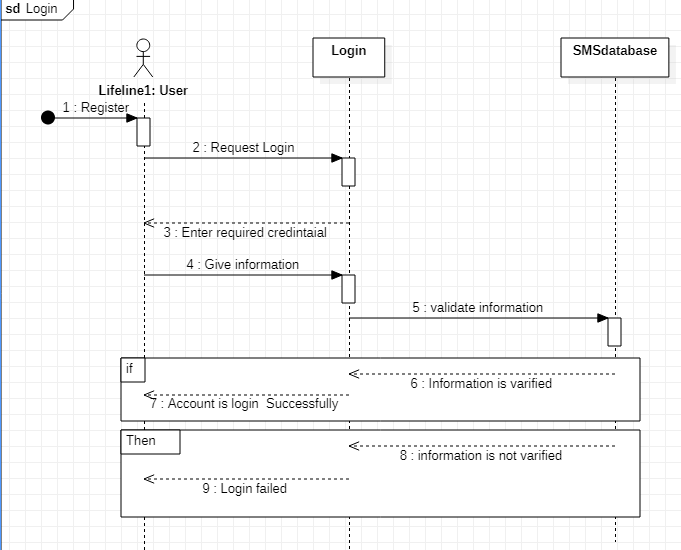 sd Login
Login
SMSdatabase
Lifeline1: User
1 : Register
2 : Request Login
3 : Enter required credintaial
4 : Give information
5 : validate information
if
6 : Information is varified
7 : Account is login Successfully
Then
8 : information is not varified
9 : Login failed